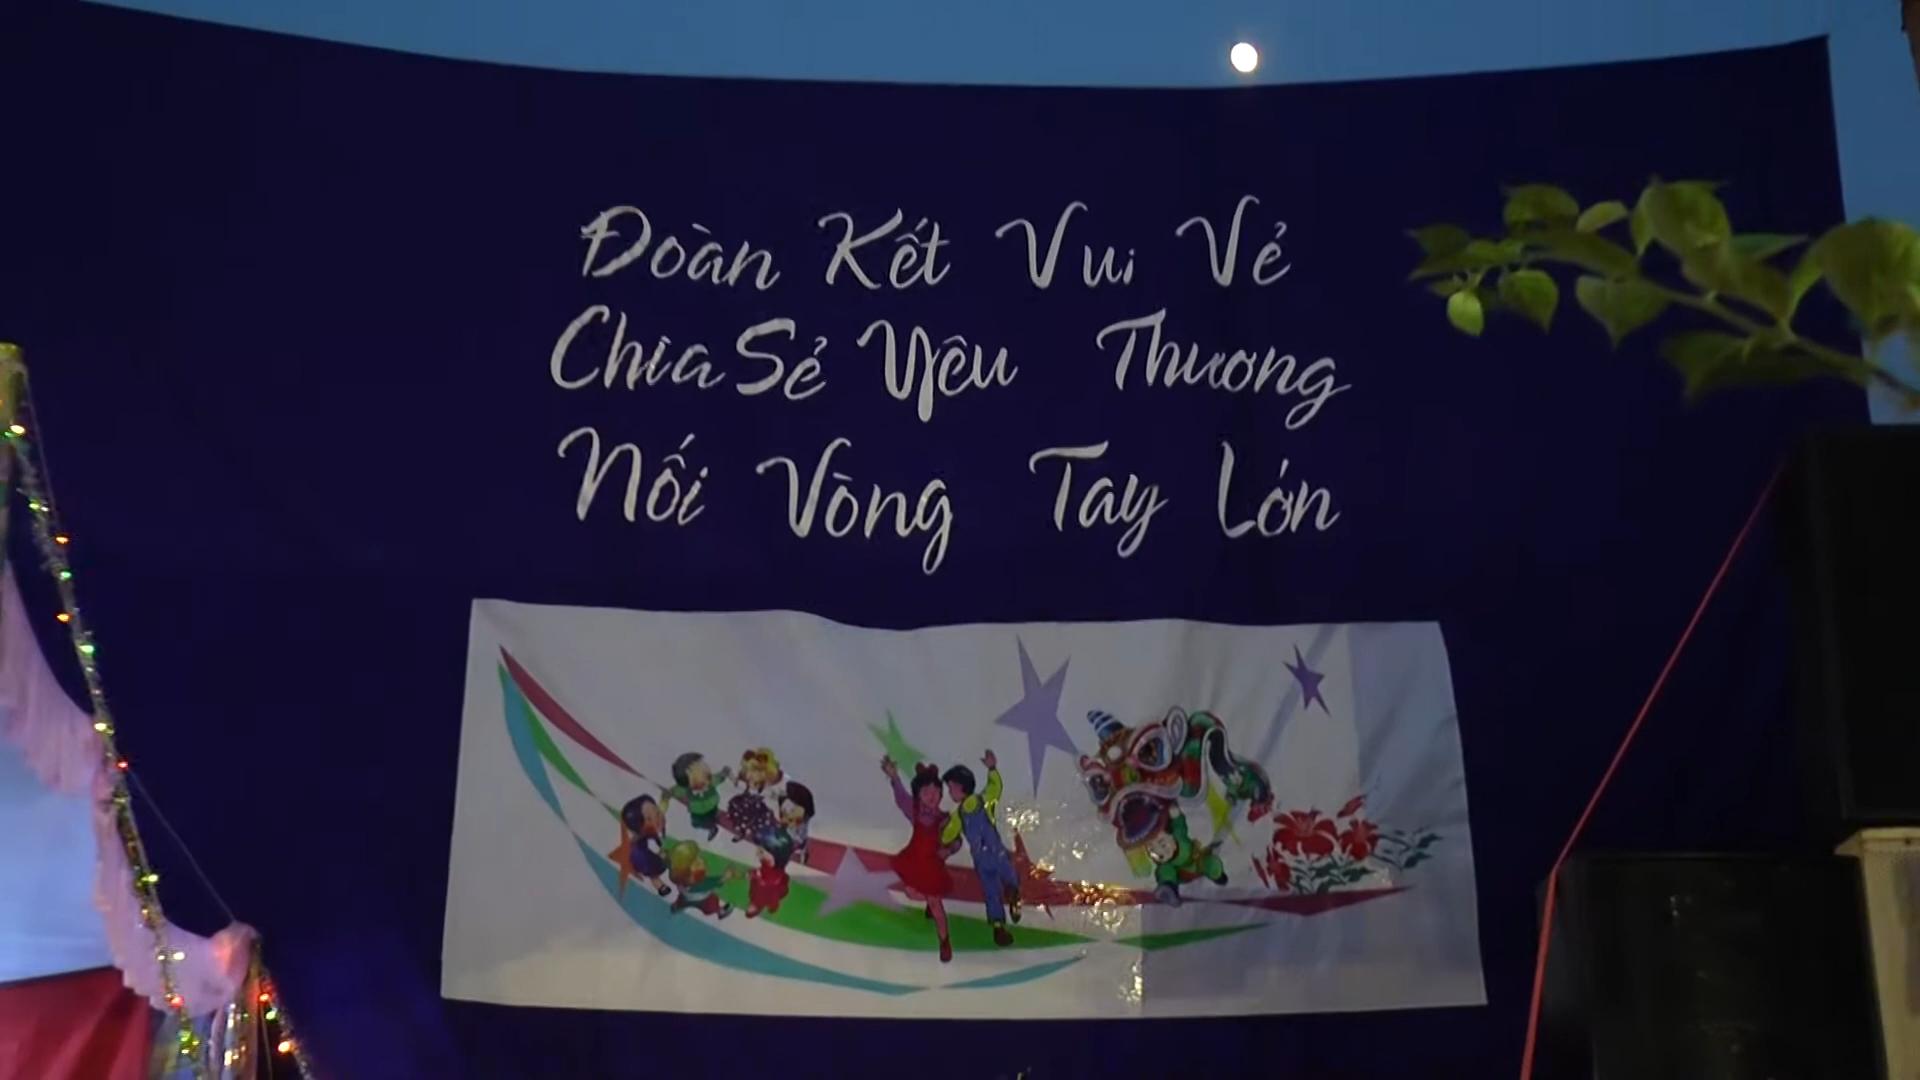 Đoàn Kết Vui Vẻ
Chia Sẻ Yêu Thương
Nối Vòng Tay Lớn